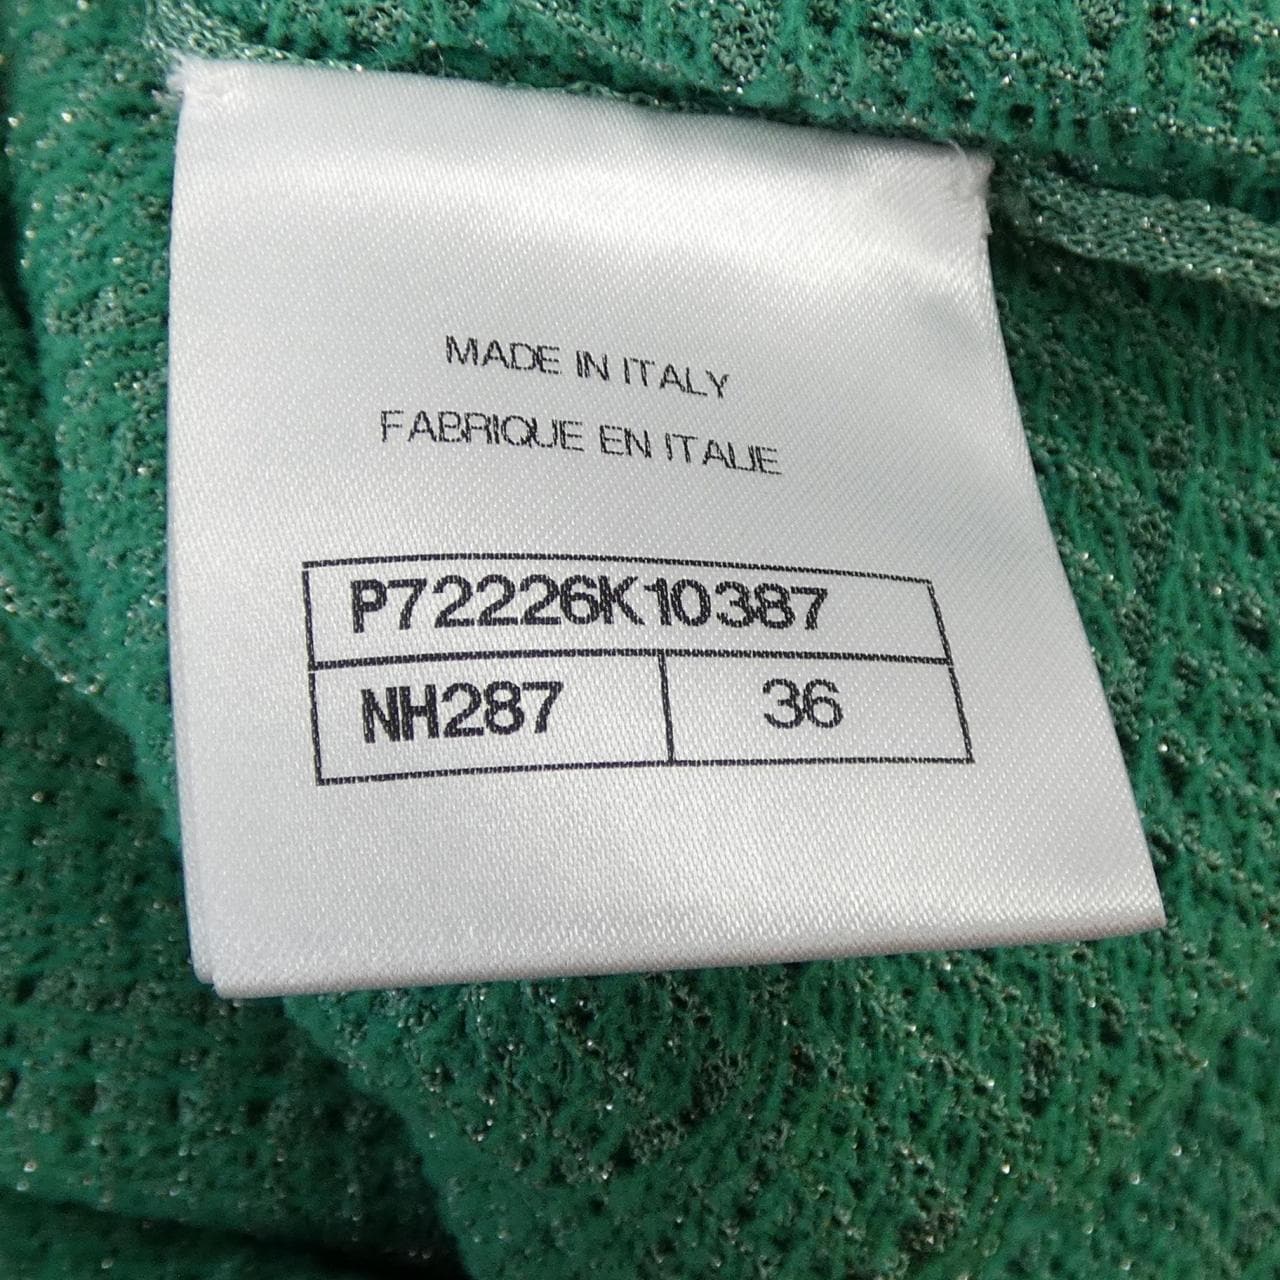 MADE IN ITALY
FABRIQUE EN ITALIE
P72226K10387
NH287 36